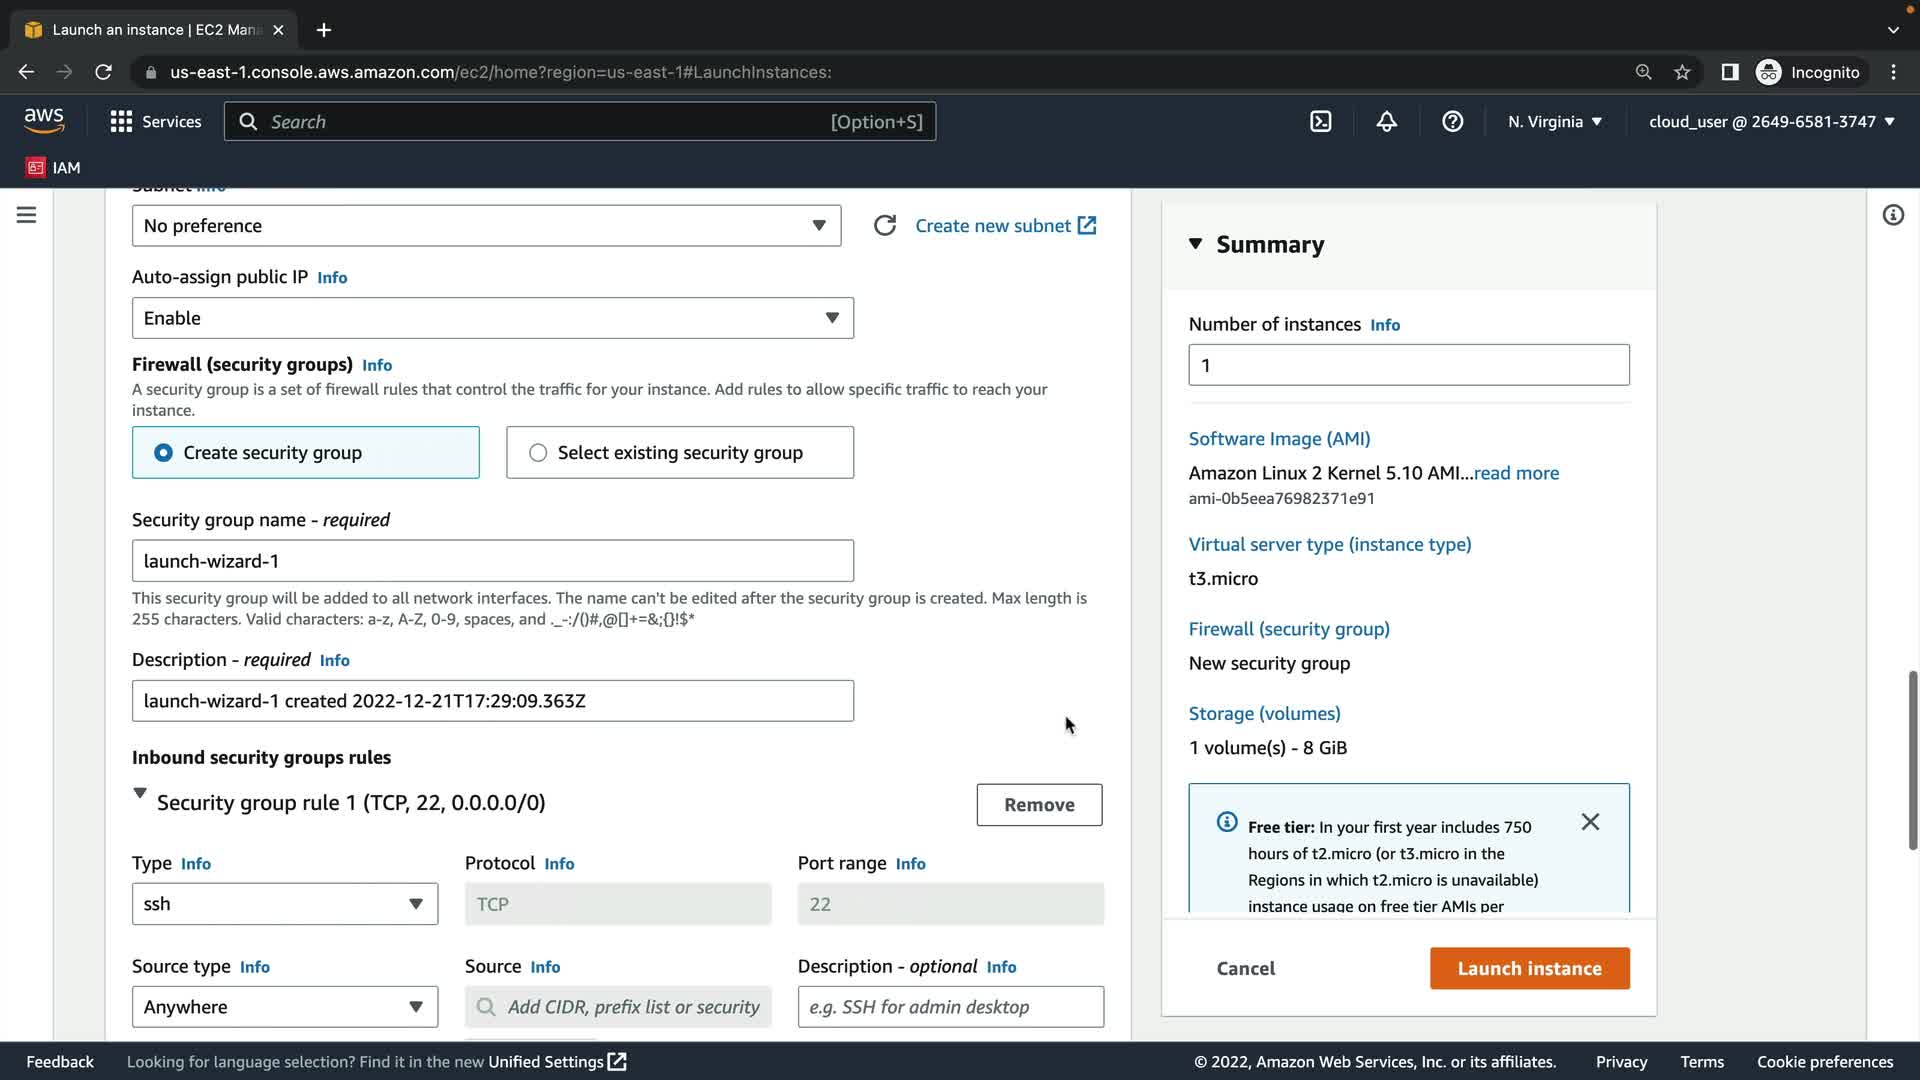 Launch an instance | EC2 Mana
us-east-1.console.aws.amazon.com/ec2/home?region=us-east-1#LaunchInstances:
Incognito
aws
Services
Search
[Option+S]
N. Virginia
cloud_user @ 2649-6581-3747
IAM
Subnet Info
No preference
Create new subnet
Auto-assign public IP Info
Enable
Firewall (security groups) Info
A security group is a set of firewall rules that control the traffic for your instance. Add rules to allow specific traffic to reach your
instance.
Create security group
Select existing security group
Security group name - required
launch-wizard-1
This security group will be added to all network interfaces. The name can't be edited after the security group is created. Max length is
255 characters. Valid characters: a-z, A-Z, 0-9, spaces, and ._-:/()#,@[]+=&;{}!$*
Description - required Info
launch-wizard-1 created 2022-12-21T17:29:09.363Z
Inbound security groups rules
Security group rule 1 (TCP, 22, 0.0.0.0/0)
Remove
Type Info
Protocol Info
Port range Info
ssh
TCP
22
Source type Info
Source Info
Description - optional Info
Anywhere
Add CIDR, prefix list or security
e.g. SSH for admin desktop
Summary
Number of instances Info
1
Software Image (AMI)
Amazon Linux 2 Kernel 5.10 AMI...read more
ami-0b5eea76982371e91
Virtual server type (instance type)
t3.micro
Firewall (security group)
New security group
Storage (volumes)
1 volume(s) - 8 GiB
Free tier: In your first year includes 750
hours of t2.micro (or t3.micro in the
Regions in which t2.micro is unavailable)
instance usage on free tier AMIs per
Cancel
Launch instance
Feedback
Looking for language selection? Find it in the new Unified Settings
© 2022, Amazon Web Services, Inc. or its affiliates.
Privacy
Terms
Cookie preferences